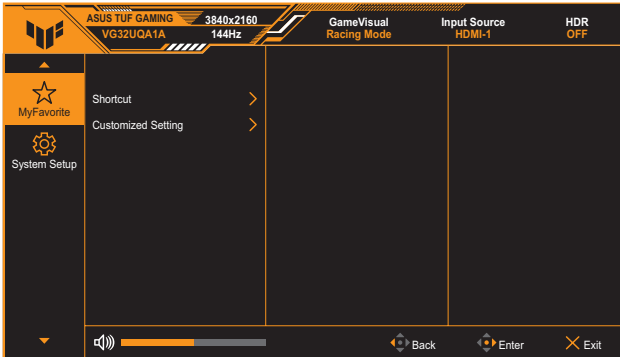 ASUS TUF GAMING 3840x2160
VG32UQA1A 144Hz
GameVisual
Racing Mode
Input Source
HDMI-1
HDR
OFF
MyFavorite
System Setup
Shortcut
Customized Setting
Back
Enter
Exit